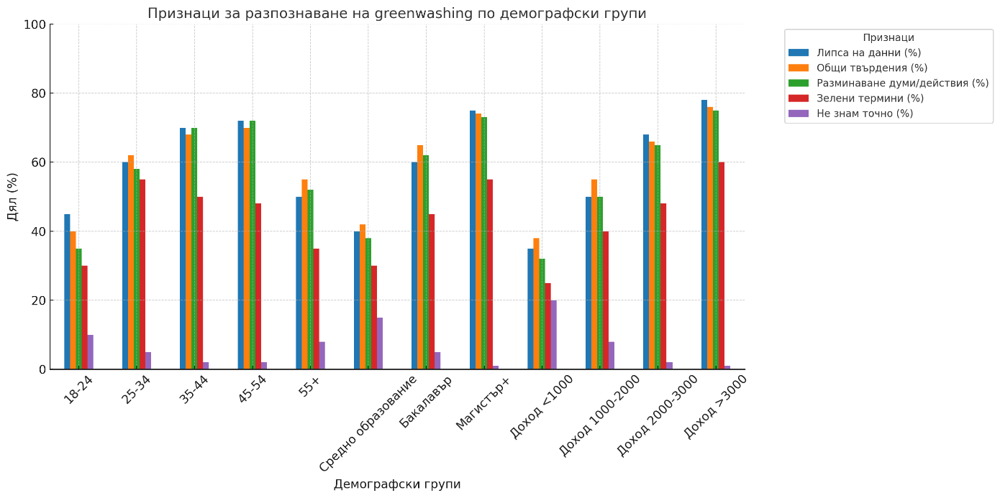 Признаци за разпознаване на greenwashing по демографски групи
Признаци
Липса на данни (%)
Общи твърдения (%)
Разминаване думи/действия (%)
Зелени термини (%)
Не знам точно (%)
Дял (%)
100
80
60
40
20
0
18-24
25-34
35-44
45-54
55+
Средно образование
Бакалавър
Магистър+
Доход <1000
Доход 1000-2000
Доход 2000-3000
Доход >3000
Демографски групи